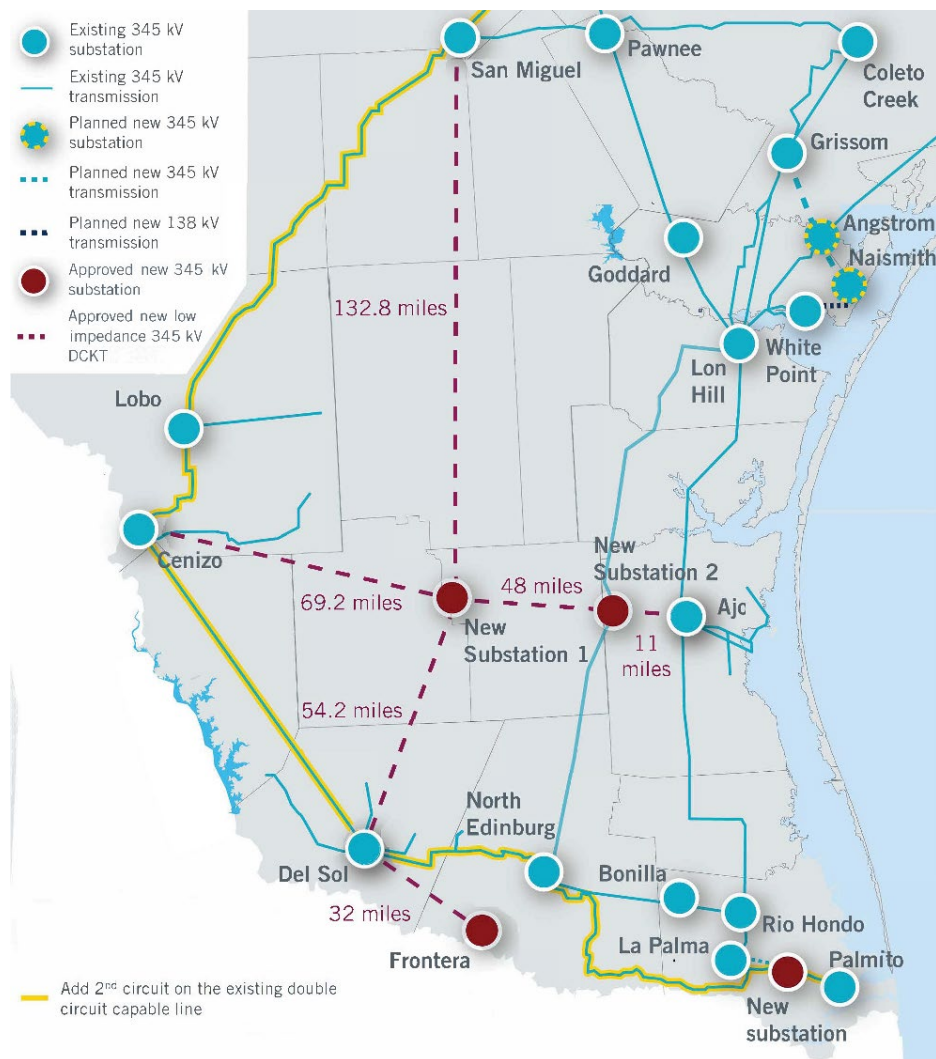 Existing 345 kV
substation
Existing 345 kV
transmission
Planned new 345 kV
substation
Planned new 345 kV
transmission
Planned new 138 kV
transmission
Approved new 345 kV
substation
Approved new low
impedance 345 kV
DCKT
San Miguel
Pawnee
Coleto
Creek
Grissom
Angstrom
Naismith
Goddard
132.8 miles
White
Point
Lon
Hill
Lobo
Cenizo
New
Substation 2
48 miles
69.2 miles
New
Substation 1
Ajo
11
miles
54.2 miles
North
Edinburg
Del Sol
Bonilla
32 miles
Rio Hondo
La Palma
Frontera
Palmito
New
substation
Add 2nd circuit on the existing double
circuit capable line